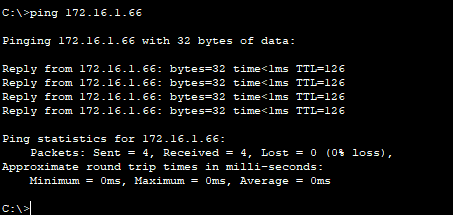 C:\>ping 172.16.1.66
Pinging 172.16.1.66 with 32 bytes of data:
Reply from 172.16.1.66: bytes=32 time<1ms TTL=126
Reply from 172.16.1.66: bytes=32 time<1ms TTL=126
Reply from 172.16.1.66: bytes=32 time<1ms TTL=126
Reply from 172.16.1.66: bytes=32 time<1ms TTL=126
Ping statistics for 172.16.1.66:
    Packets: Sent = 4, Received = 4, Lost = 0 (0% loss),
Approximate round trip times in milli-seconds:
    Minimum = 0ms, Maximum = 0ms, Average = 0ms
C:\>